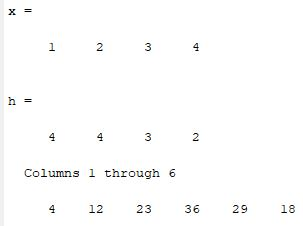 x =
1 2 3 4
h =
4 4 3 2
Columns 1 through 6
4 12 23 36 29 18